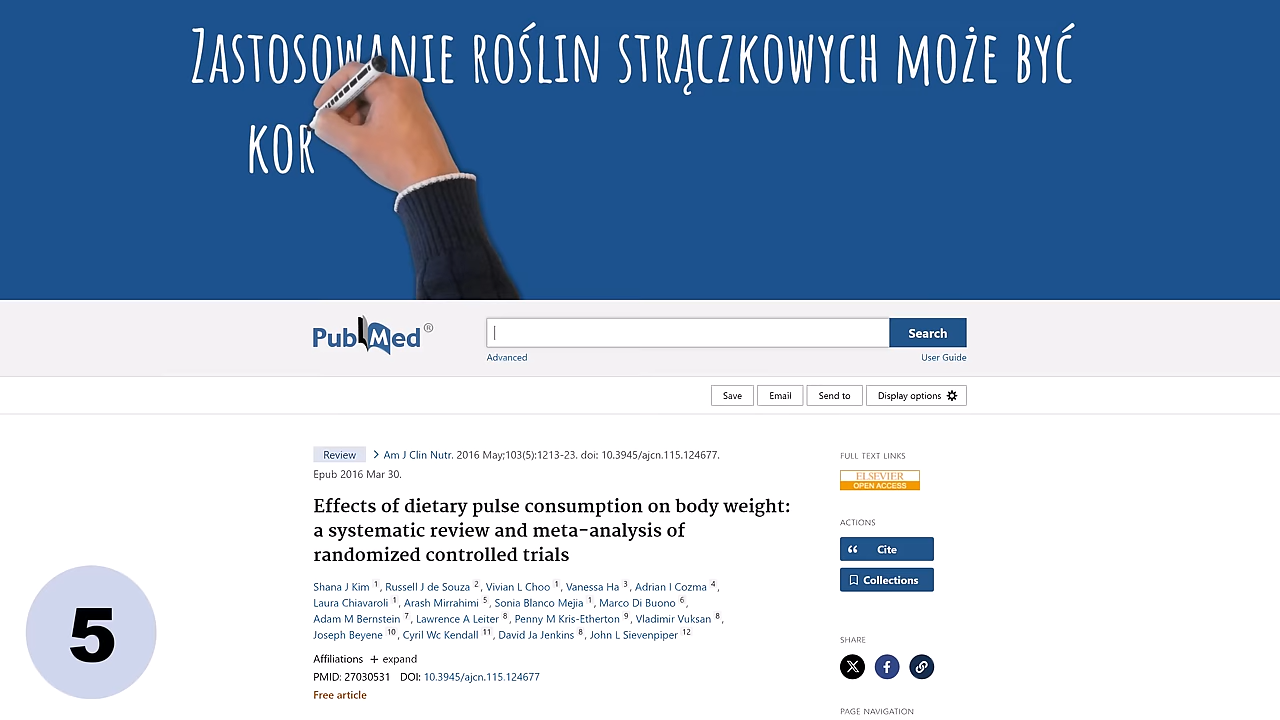 ZASTOSOWANIE ROŚLIN STRĄCZKOWYCH MOŻE BYĆ
KOR
PubMed®
Search
Advanced
User Guide
Save
Email
Send to
Display options
Review
Am J Clin Nutr. 2016 May;103(5):1213-23. doi: 10.3945/ajcn.115.124677.
Epub 2016 Mar 30.
Effects of dietary pulse consumption on body weight:
a systematic review and meta-analysis of
randomized controlled trials
Shana J Kim 1, Russell J de Souza 2, Vivian L Choo 1, Vanessa Ha 3, Adrian I Cozma 4,
Laura Chiavaroli 1, Arash Mirrahimi 5, Sonia Blanco Mejia 1, Marco Di Buono 6,
Adam M Bernstein 7, Lawrence A Leiter 8, Penny M Kris-Etherton 9, Vladimir Vuksan 8,
Joseph Beyene 10, Cyril Wc Kendall 11, David Ja Jenkins 8, John L Sievenpiper 12
Affiliations + expand
PMID: 27030531 DOI: 10.3945/ajcn.115.124677
Free article
FULL TEXT LINKS
ELSEVIER
OPEN ACCESS
ACTIONS
Cite
Collections
SHARE
PAGE NAVIGATION
5